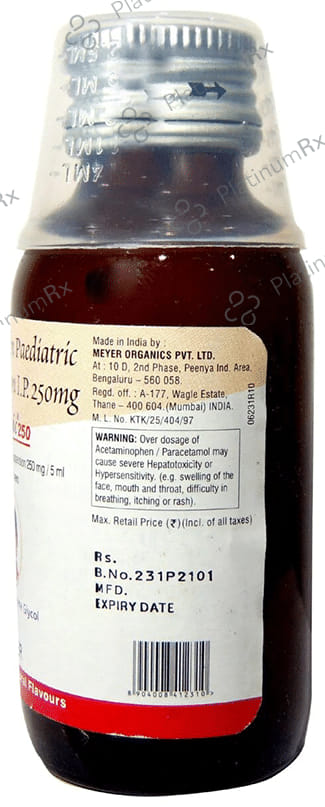 PlatinumRx
Paediatric
I.P. 250mg
250
250 mg / 5 ml
Glycol
Flavours
Made in India by :
MEYER ORGANICS PVT. LTD.
At : 10 D, 2nd Phase, Peenya Ind. Area,
Bengaluru – 560 058.
Regd. off. : A-177, Wagle Estate,
Thane – 400 604. (Mumbai) INDIA.
M. L. No. KTK/25/404/97
WARNING: Over dosage of
Acetaminophen / Paracetamol may
cause severe Hepatotoxicity or
Hypersensitivity. (e.g. swelling of the
face, mouth and throat, difficulty in
breathing, itching or rash).
Max. Retail Price (₹)(Incl. of all taxes)
Rs.
B.No.231P2101
MFD.
EXPIRY DATE
8 904008 412310 >
06231R10